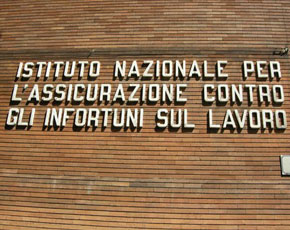 ISTITUTO NAZIONALE PER
L'ASSICURAZIONE CONTRO
GLI INFORTUNI SUL LAVORO